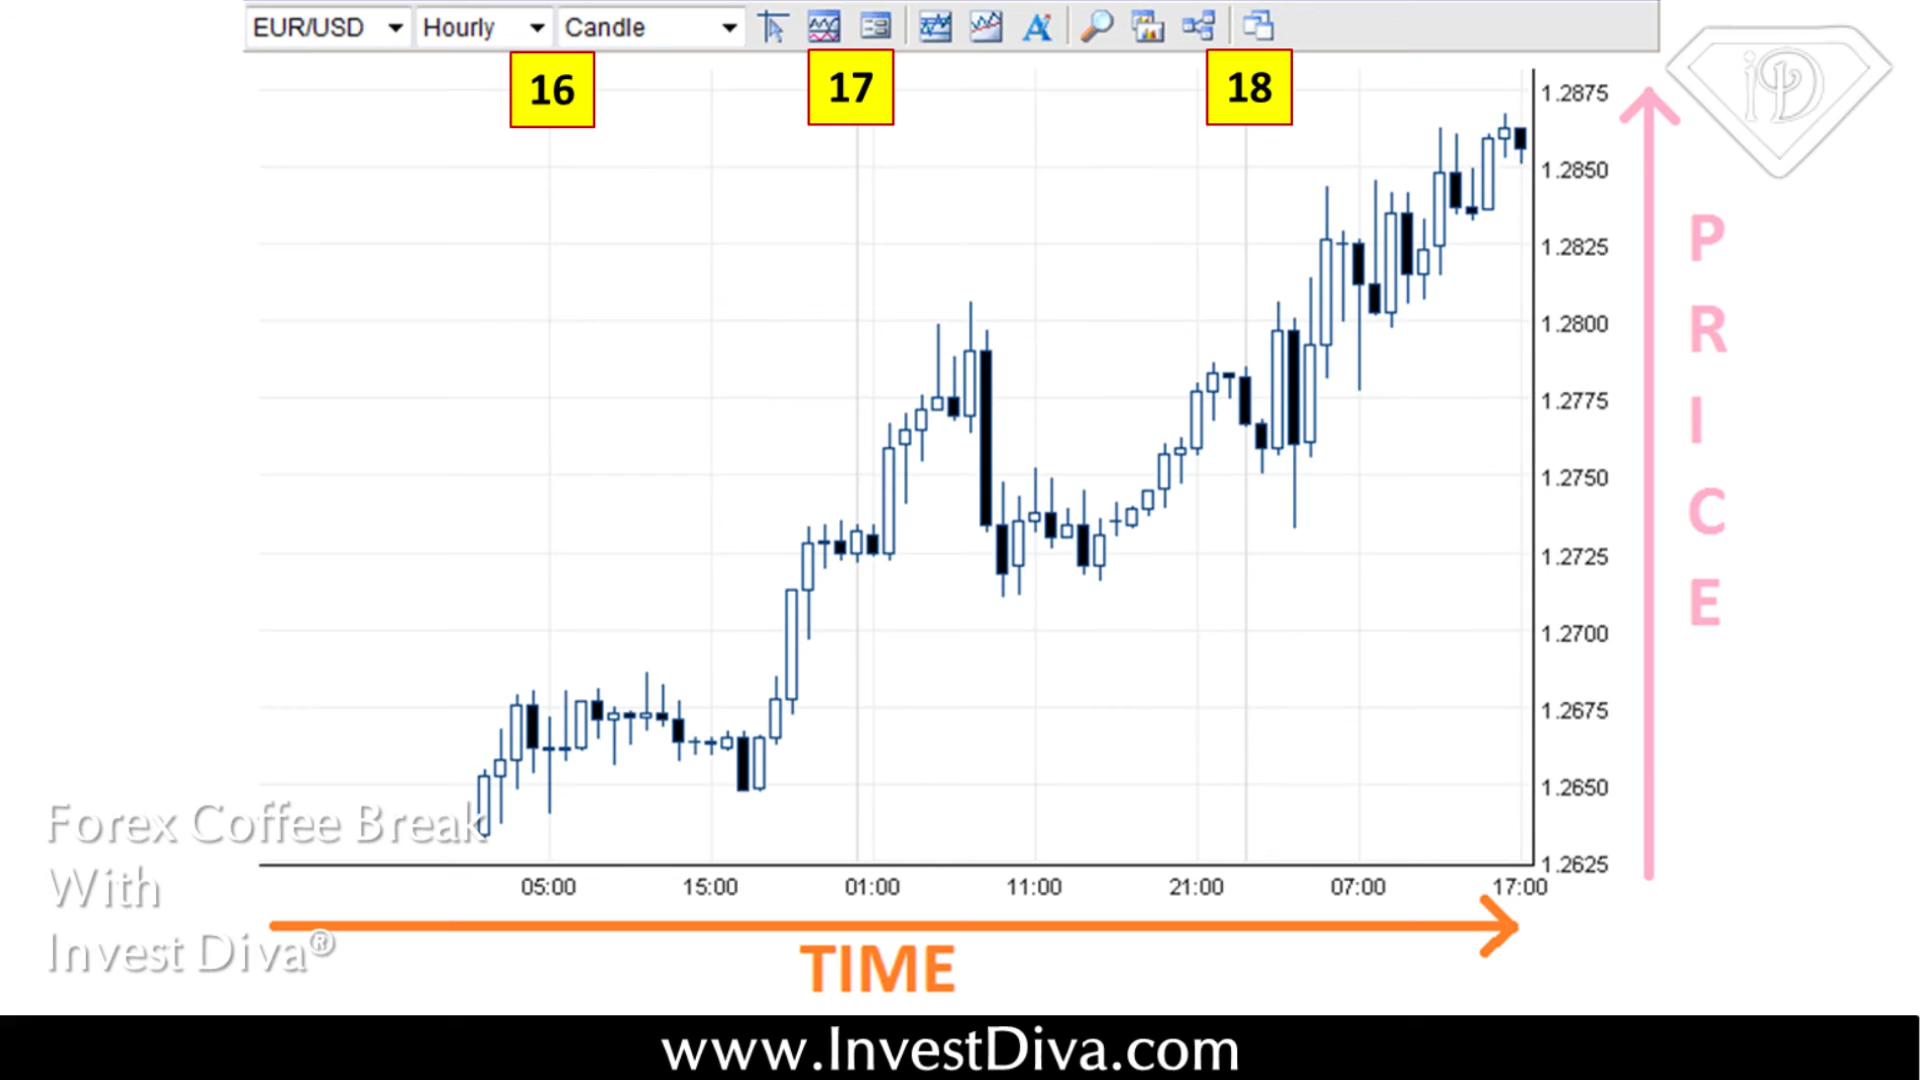 EUR/USD Hourly Candle
16 17 18
1.2875
1.2850
1.2825
1.2800
1.2775
1.2750
1.2725
1.2700
1.2675
1.2650
1.2625
05:00 15:00 01:00 11:00 21:00 07:00 17:00
PRICE
TIME
Forex Coffee Break
With
Invest Diva®
iD
www.InvestDiva.com